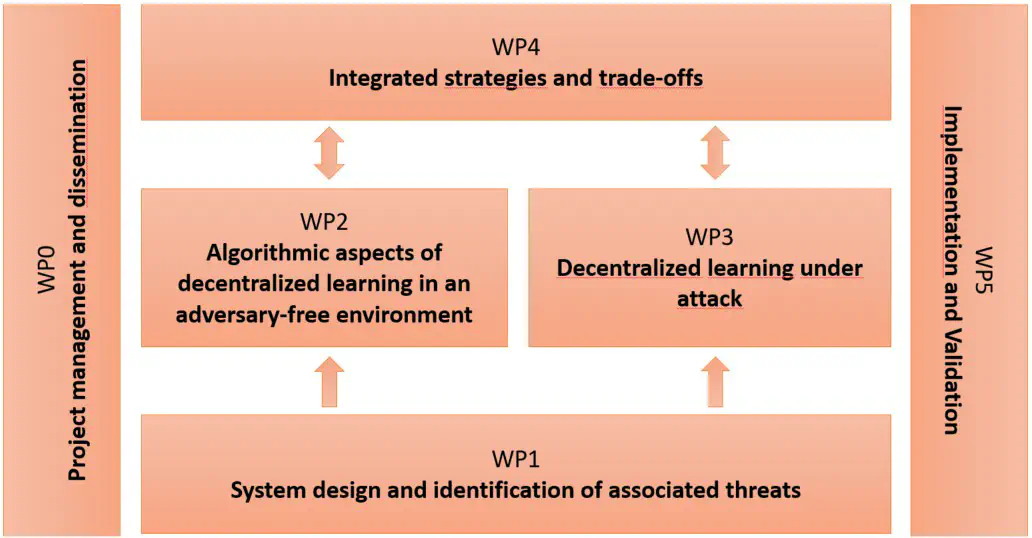 WP0
Project management and dissemination
WP4
Integrated strategies and trade-offs
WP2
Algorithmic aspects of
decentralized learning in an
adversary-free environment
WP3
Decentralized learning under
attack
WP1
System design and identification of associated threats
WP5
Implementation and Validation